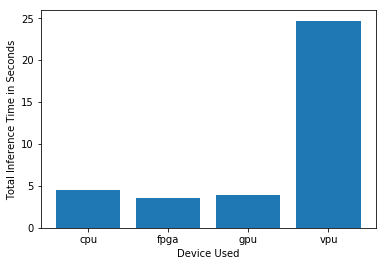 25
20
15
10
5
0
Total Inference Time in Seconds
cpu fpga gpu vpu
Device Used